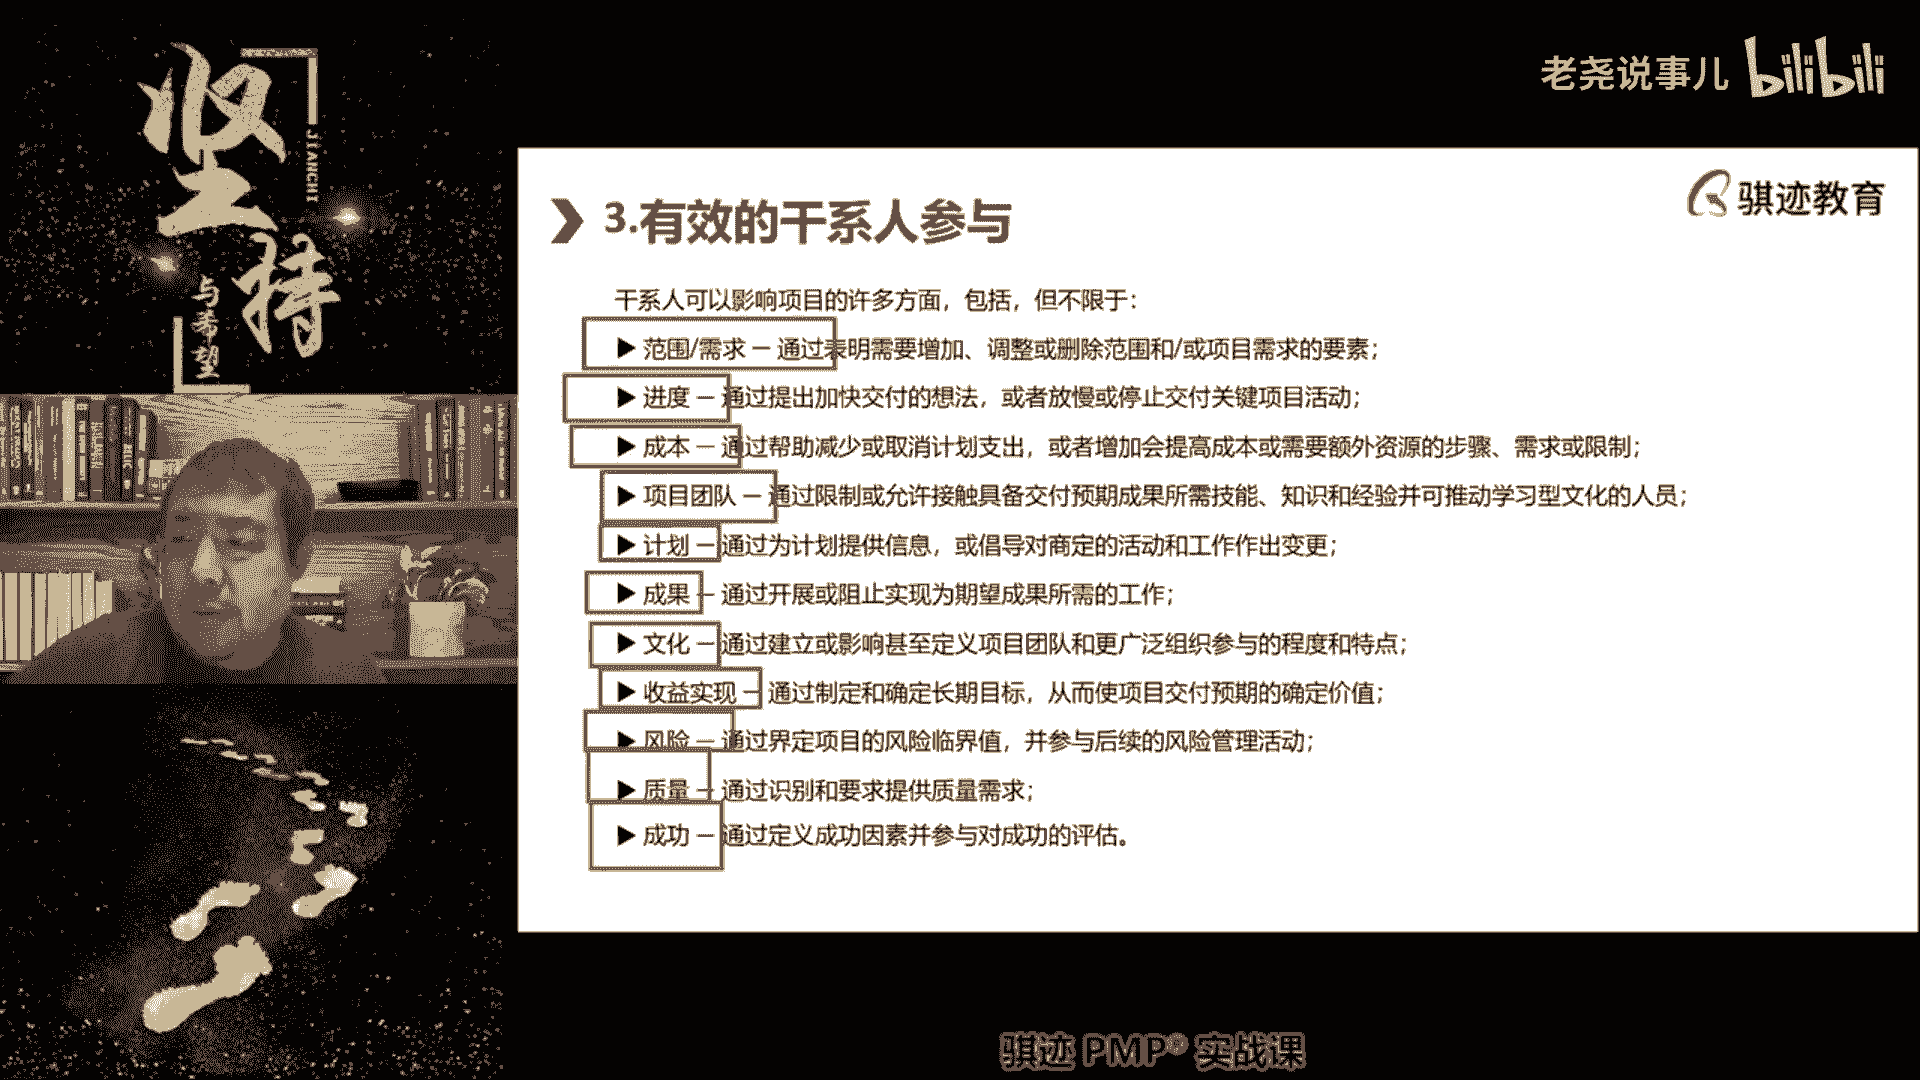 坚持
JIANCHI
与希望
老尧说事儿 bilibili
骐迹教育
3.有效的干系人参与
干系人可以影响项目的许多方面，包括，但不限于：
▶ 范围/需求 — 通过表明需要增加、调整或删除范围和/或项目需求的要素；
▶ 进度 — 通过提出加快交付的想法，或者放慢或停止交付关键项目活动；
▶ 成本 — 通过帮助减少或取消计划支出，或者增加会提高成本或需要额外资源的步骤、需求或限制；
▶ 项目团队 — 通过限制或允许接触具备交付预期成果所需技能、知识和经验并可推动学习型文化的人员；
▶ 计划 — 通过为计划提供信息，或倡导对商定的活动和工作作出变更；
▶ 成果 — 通过开展或阻止实现为期望成果所需的工作；
▶ 文化 — 通过建立或影响甚至定义项目团队和更广泛组织参与的程度和特点；
▶ 收益实现 — 通过制定和确定长期目标，从而使项目交付预期的确定价值；
▶ 风险 — 通过界定项目的风险临界值，并参与后续的风险管理活动；
▶ 质量 — 通过识别和要求提供质量需求；
▶ 成功 — 通过定义成功因素并参与对成功的评估。
骐迹 PMP® 实战课